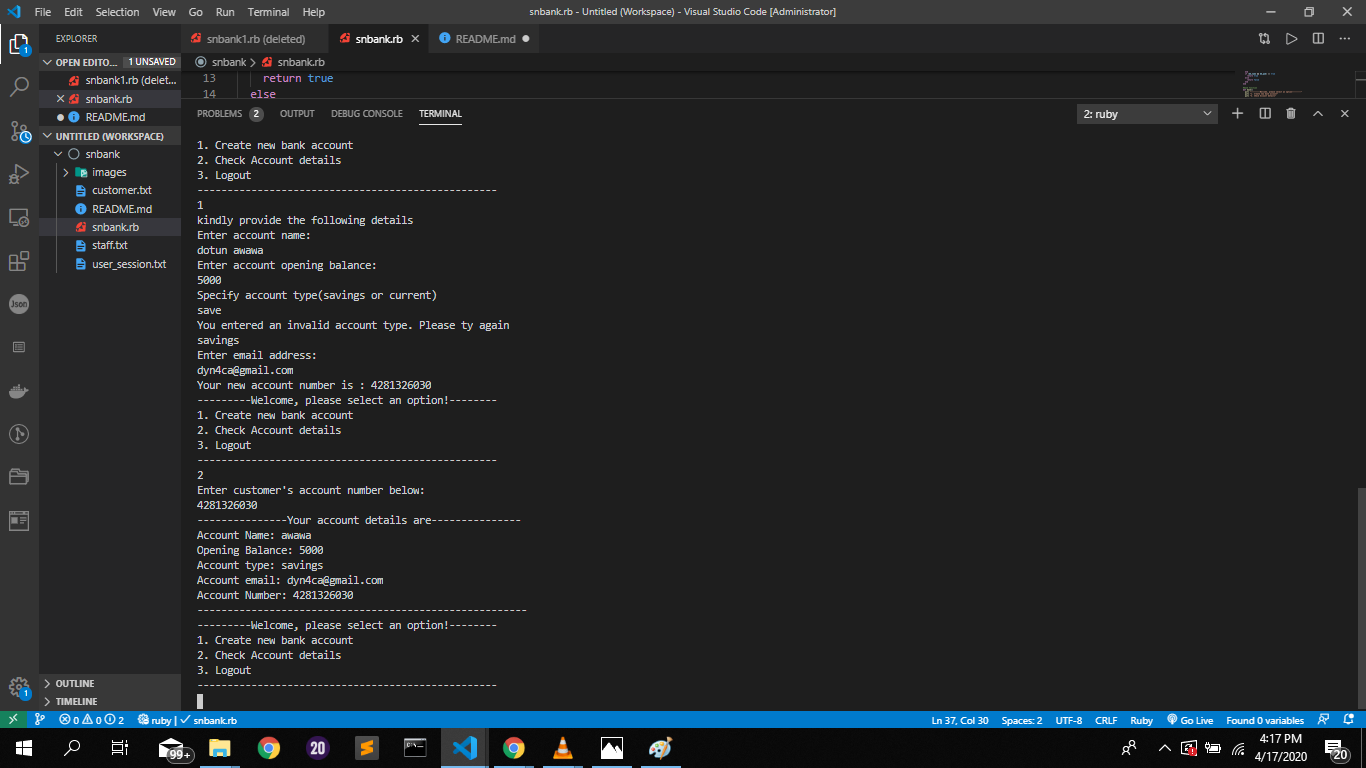 File Edit Selection View Go Run Terminal Help
snbank.rb - Untitled (Workspace) - Visual Studio Code [Administrator]
EXPLORER
snbank1.rb (deleted)
snbank.rb
README.md
OPEN EDITO... 1 UNSAVED
snbank1.rb (delet...
snbank.rb
README.md
UNTITLED (WORKSPACE)
snbank
images
customer.txt
README.md
snbank.rb
staff.txt
user_session.txt
OUTLINE
TIMELINE
Json
1
1
snbank > snbank.rb
13 return true
14 else
PROBLEMS 2 OUTPUT DEBUG CONSOLE TERMINAL
2: ruby
1. Create new bank account
2. Check Account details
3. Logout
--------------------------------------------------
1
kindly provide the following details
Enter account name:
dotun awawa
Enter account opening balance:
5000
Specify account type(savings or current)
save
You entered an invalid account type. Please ty again
savings
Enter email address:
dyn4ca@gmail.com
Your new account number is : 4281326030
---------Welcome, please select an option!--------
1. Create new bank account
2. Check Account details
3. Logout
--------------------------------------------------
2
Enter customer's account number below:
4281326030
---------------Your account details are---------------
Account Name: awawa
Opening Balance: 5000
Account type: savings
Account email: dyn4ca@gmail.com
Account Number: 4281326030
-------------------------------------------------------
---------Welcome, please select an option!--------
1. Create new bank account
2. Check Account details
3. Logout
--------------------------------------------------
0 0 2 ruby | snbank.rb
Ln 37, Col 30 Spaces: 2 UTF-8 CRLF Ruby Go Live Found 0 variables
99+
20
4:17 PM
4/17/2020
20